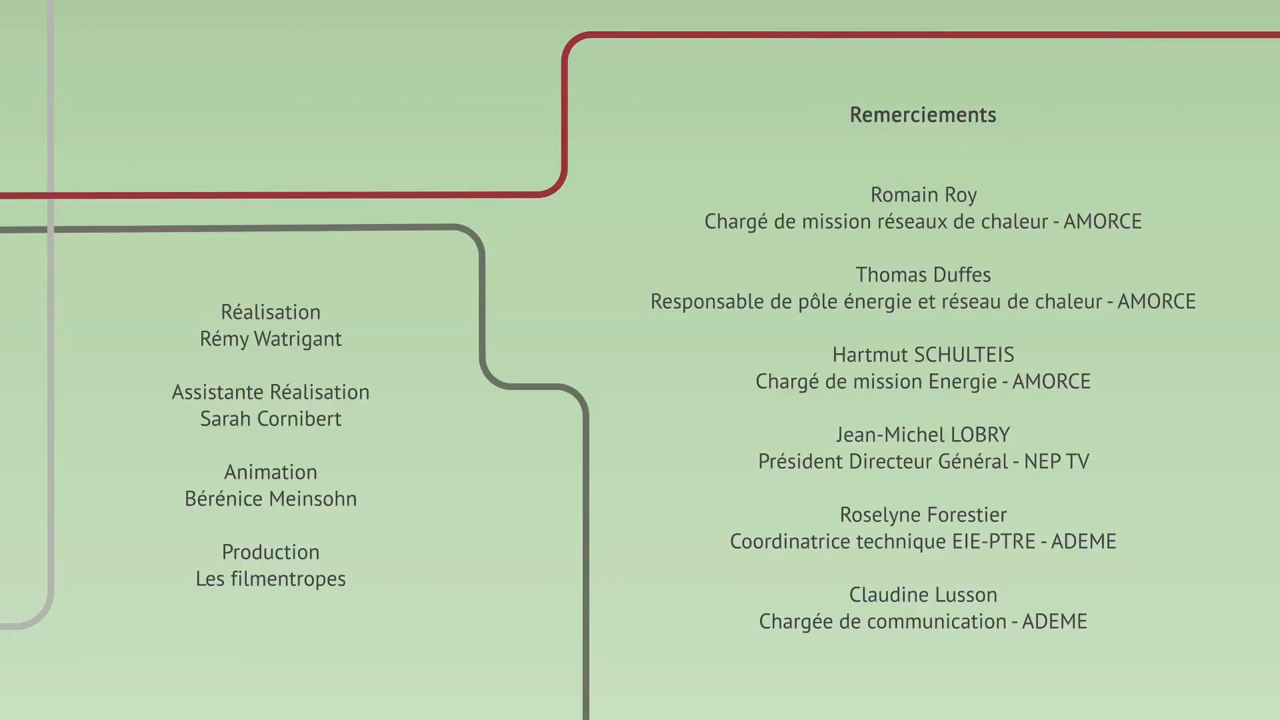 Réalisation
Rémy Watrigant
Assistante Réalisation
Sarah Cornibert
Animation
Bérénice Meinsohn
Production
Les filmentropes
Remerciements
Romain Roy
Chargé de mission réseaux de chaleur - AMORCE
Thomas Duffes
Responsable de pôle énergie et réseau de chaleur - AMORCE
Hartmut SCHULTEIS
Chargé de mission Energie - AMORCE
Jean-Michel LOBRY
Président Directeur Général - NEP TV
Roselyne Forestier
Coordinatrice technique EIE-PTRE - ADEME
Claudine Lusson
Chargée de communication - ADEME